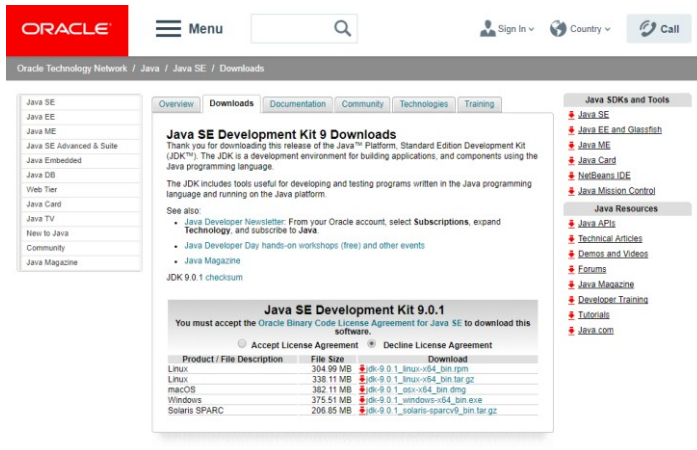 ORACLE
Menu
Sign In
Country
Call
Oracle Technology Network / Java / Java SE / Downloads
Java SE
Java EE
Java ME
Java SE Advanced & Suite
Java Embedded
Java DB
Web Tier
Java Card
Java TV
New to Java
Community
Java Magazine
Overview
Downloads
Documentation
Community
Technologies
Training
Java SE Development Kit 9 Downloads
Thank you for downloading this release of the Java™ Platform, Standard Edition Development Kit
(JDK™). The JDK is a development environment for building applications, and components using the
Java programming language.
The JDK includes tools useful for developing and testing programs written in the Java programming
language and running on the Java platform.
See also:
• Java Developer Newsletter: From your Oracle account, select Subscriptions, expand
Technology, and subscribe to Java.
• Java Developer Day hands-on workshops (free) and other events
• Java Magazine
JDK 9.0.1 checksum
Java SE Development Kit 9.0.1
You must accept the Oracle Binary Code License Agreement for Java SE to download this
software.
Accept License Agreement Decline License Agreement
Product / File Description File Size Download
Linux 304.99 MB jdk-9.0.1_linux-x64_bin.rpm
Linux 338.11 MB jdk-9.0.1_linux-x64_bin.tar.gz
macOS 382.11 MB jdk-9.0.1_osx-x64_bin.dmg
Windows 375.51 MB jdk-9.0.1_windows-x64_bin.exe
Solaris SPARC 206.85 MB jdk-9.0.1_solaris-sparcv9_bin.tar.gz
Java SDKs and Tools
Java SE
Java EE and Glassfish
Java ME
Java Card
NetBeans IDE
Java Mission Control
Java Resources
Java APIs
Technical Articles
Demos and Videos
Forums
Java Magazine
Developer Training
Tutorials
Java.com